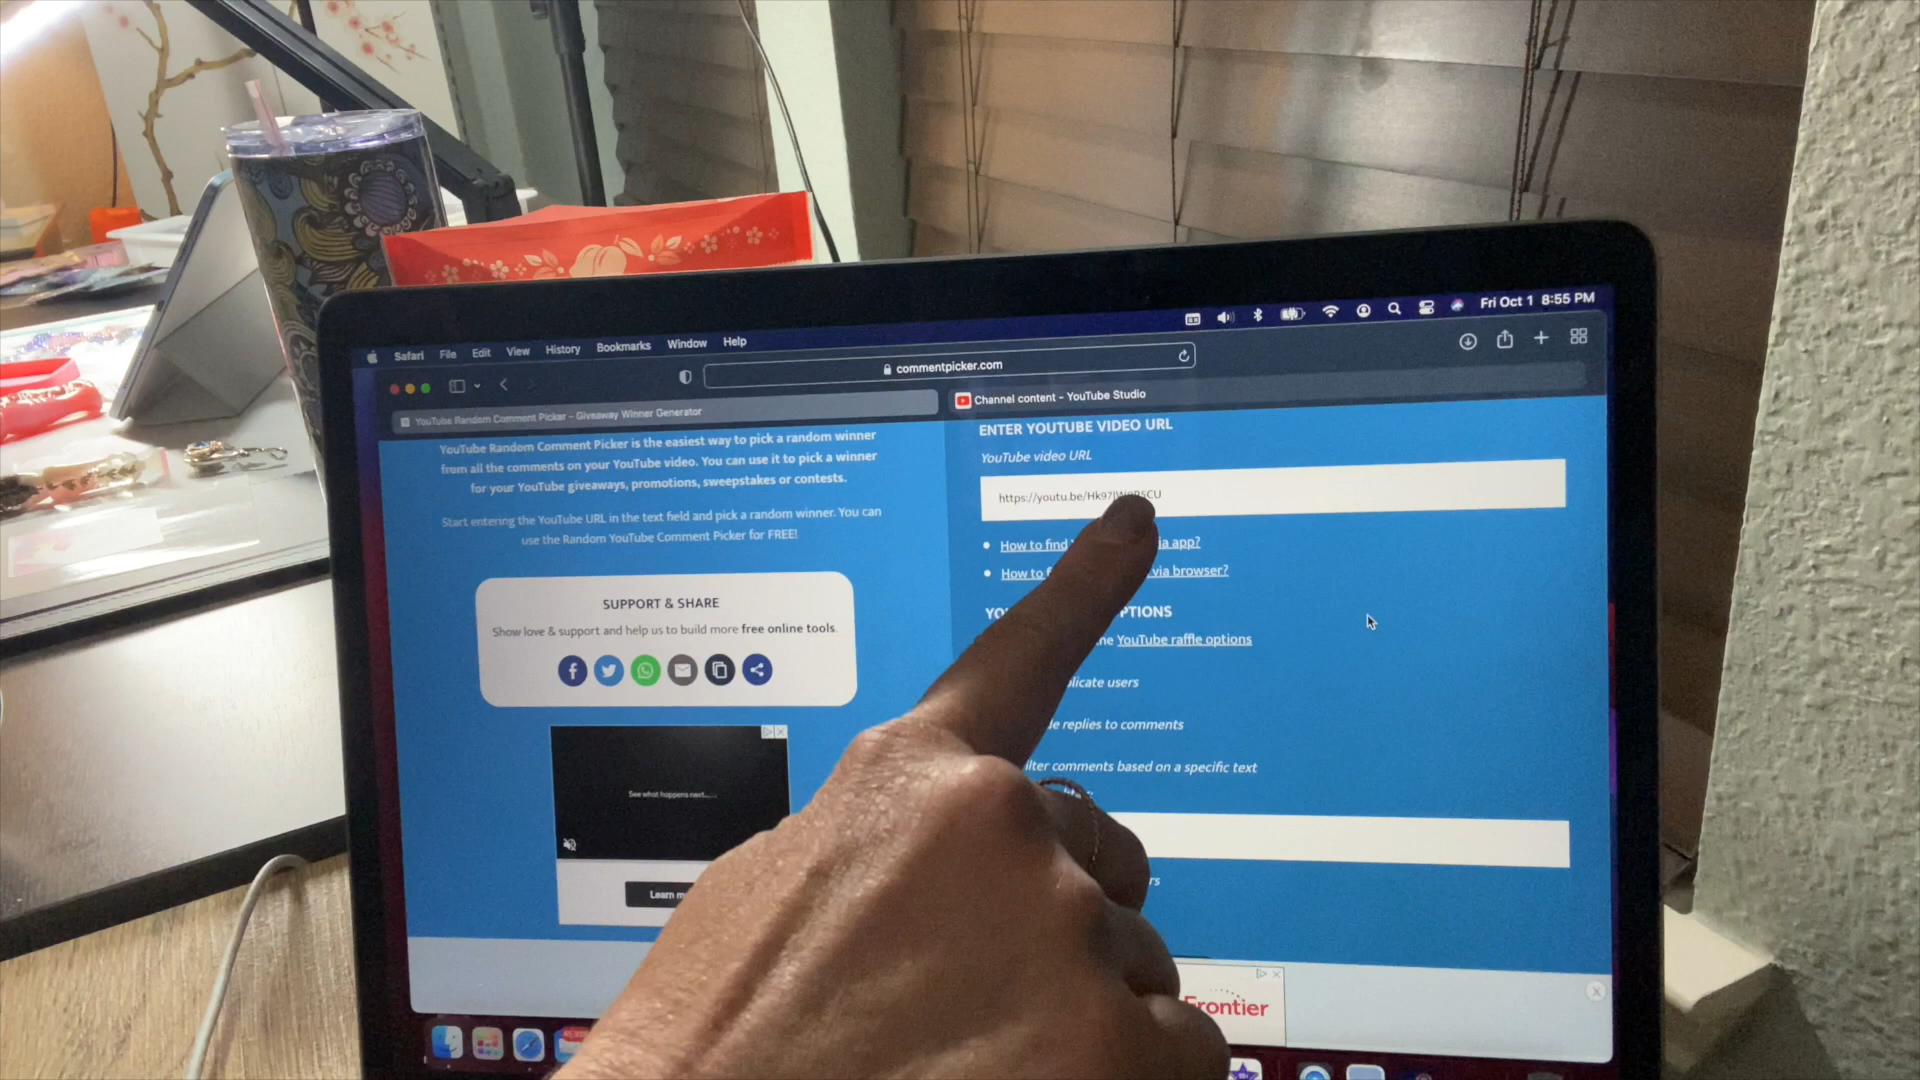 Fri Oct 1 8:55 PM
Safari File Edit View History Bookmarks Window Help
commentpicker.com
YouTube Random Comment Picker - Giveaway Winner Generator
Channel content - YouTube Studio
YouTube Random Comment Picker is the easiest way to pick a random winner
from all the comments on your YouTube video. You can use it to pick a winner
for your YouTube giveaways, promotions, sweepstakes or contests.
Start entering the YouTube URL in the text field and pick a random winner. You can
use the Random YouTube Comment Picker for FREE!
SUPPORT & SHARE
Show love & support and help us to build more free online tools.
See what happens next......
Learn
ENTER YOUTUBE VIDEO URL
YouTube video URL
How to find app?
How to via browser?
YouTube raffle options
users
replies to comments
comments based on a specific text
Frontier